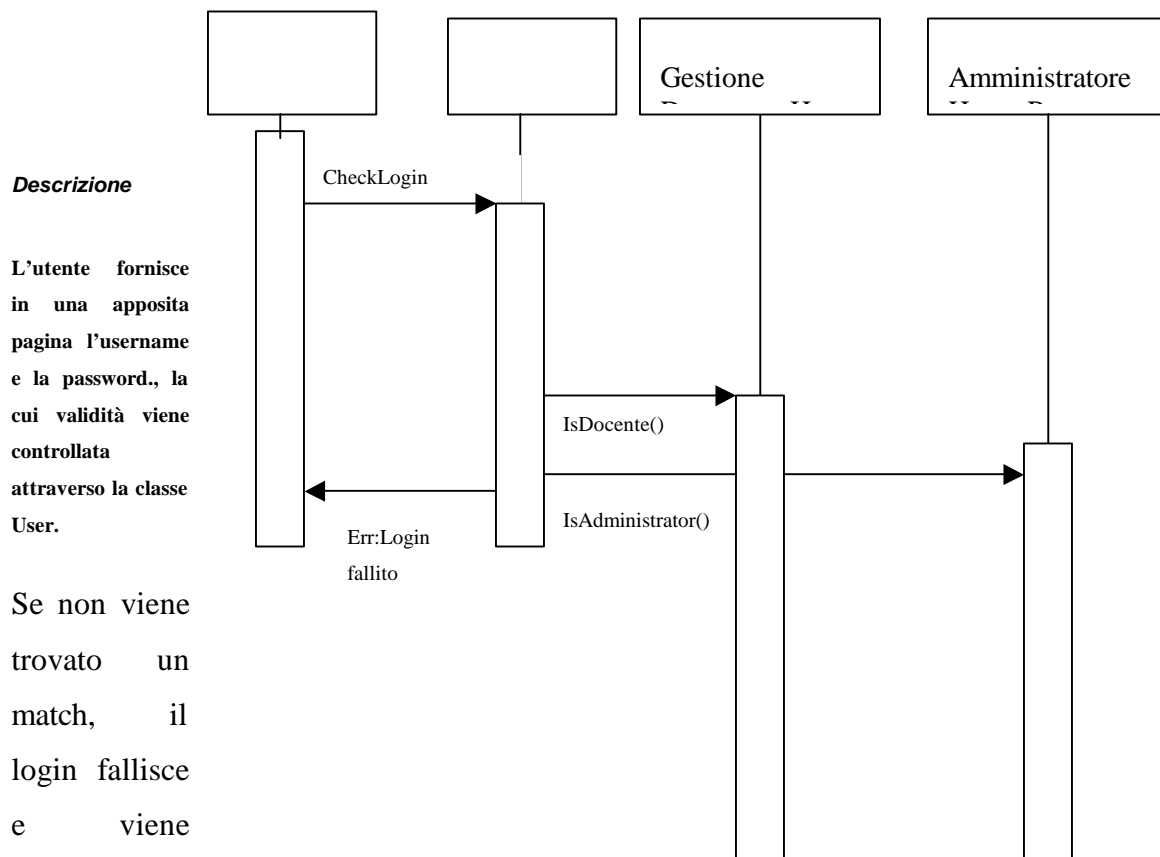 Gestione
Amministratore
Descrizione
CheckLogin
L’utente fornisce
in una apposita
pagina l’username
e la password., la
cui validità viene
controllata
attraverso la classe
User.
IsDocente()
IsAdministrator()
Err:Login
fallito
Se non viene
trovato un
match, il
login fallisce
e viene